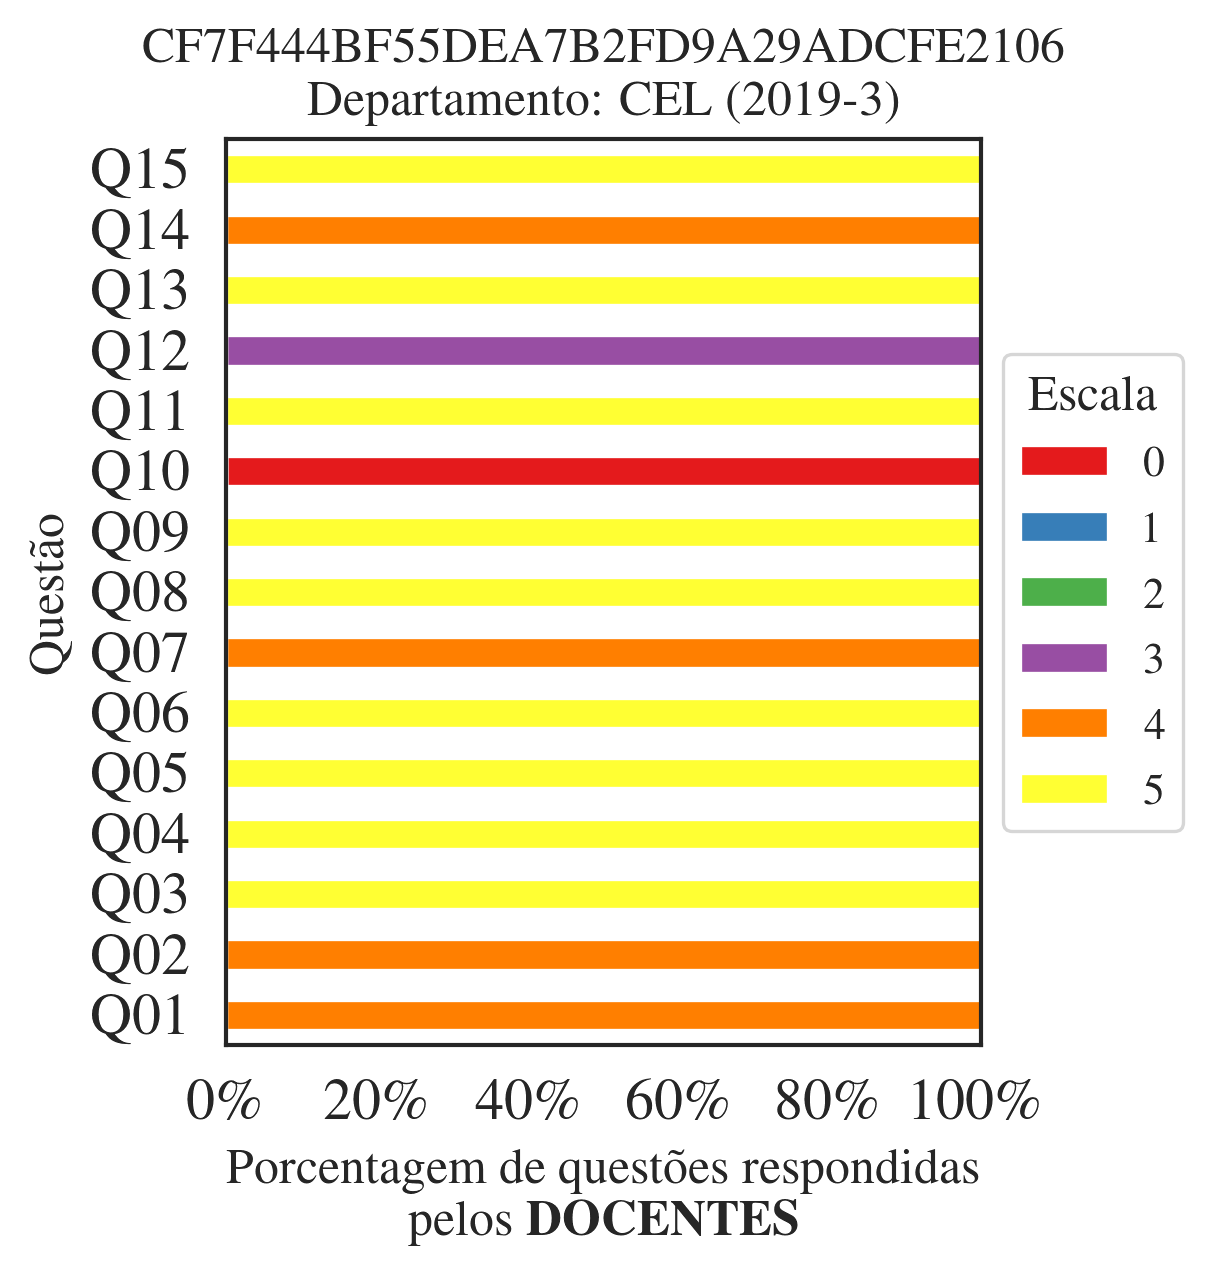 CF7F444BF55DEA7B2FD9A29ADCFE2106
Departamento: CEL (2019-3)
Questão
Q15
Q14
Q13
Q12
Q11
Q10
Q09
Q08
Q07
Q06
Q05
Q04
Q03
Q02
Q01
0% 20% 40% 60% 80% 100%
Porcentagem de questões respondidas
pelos DOCENTES
Escala
0
1
2
3
4
5